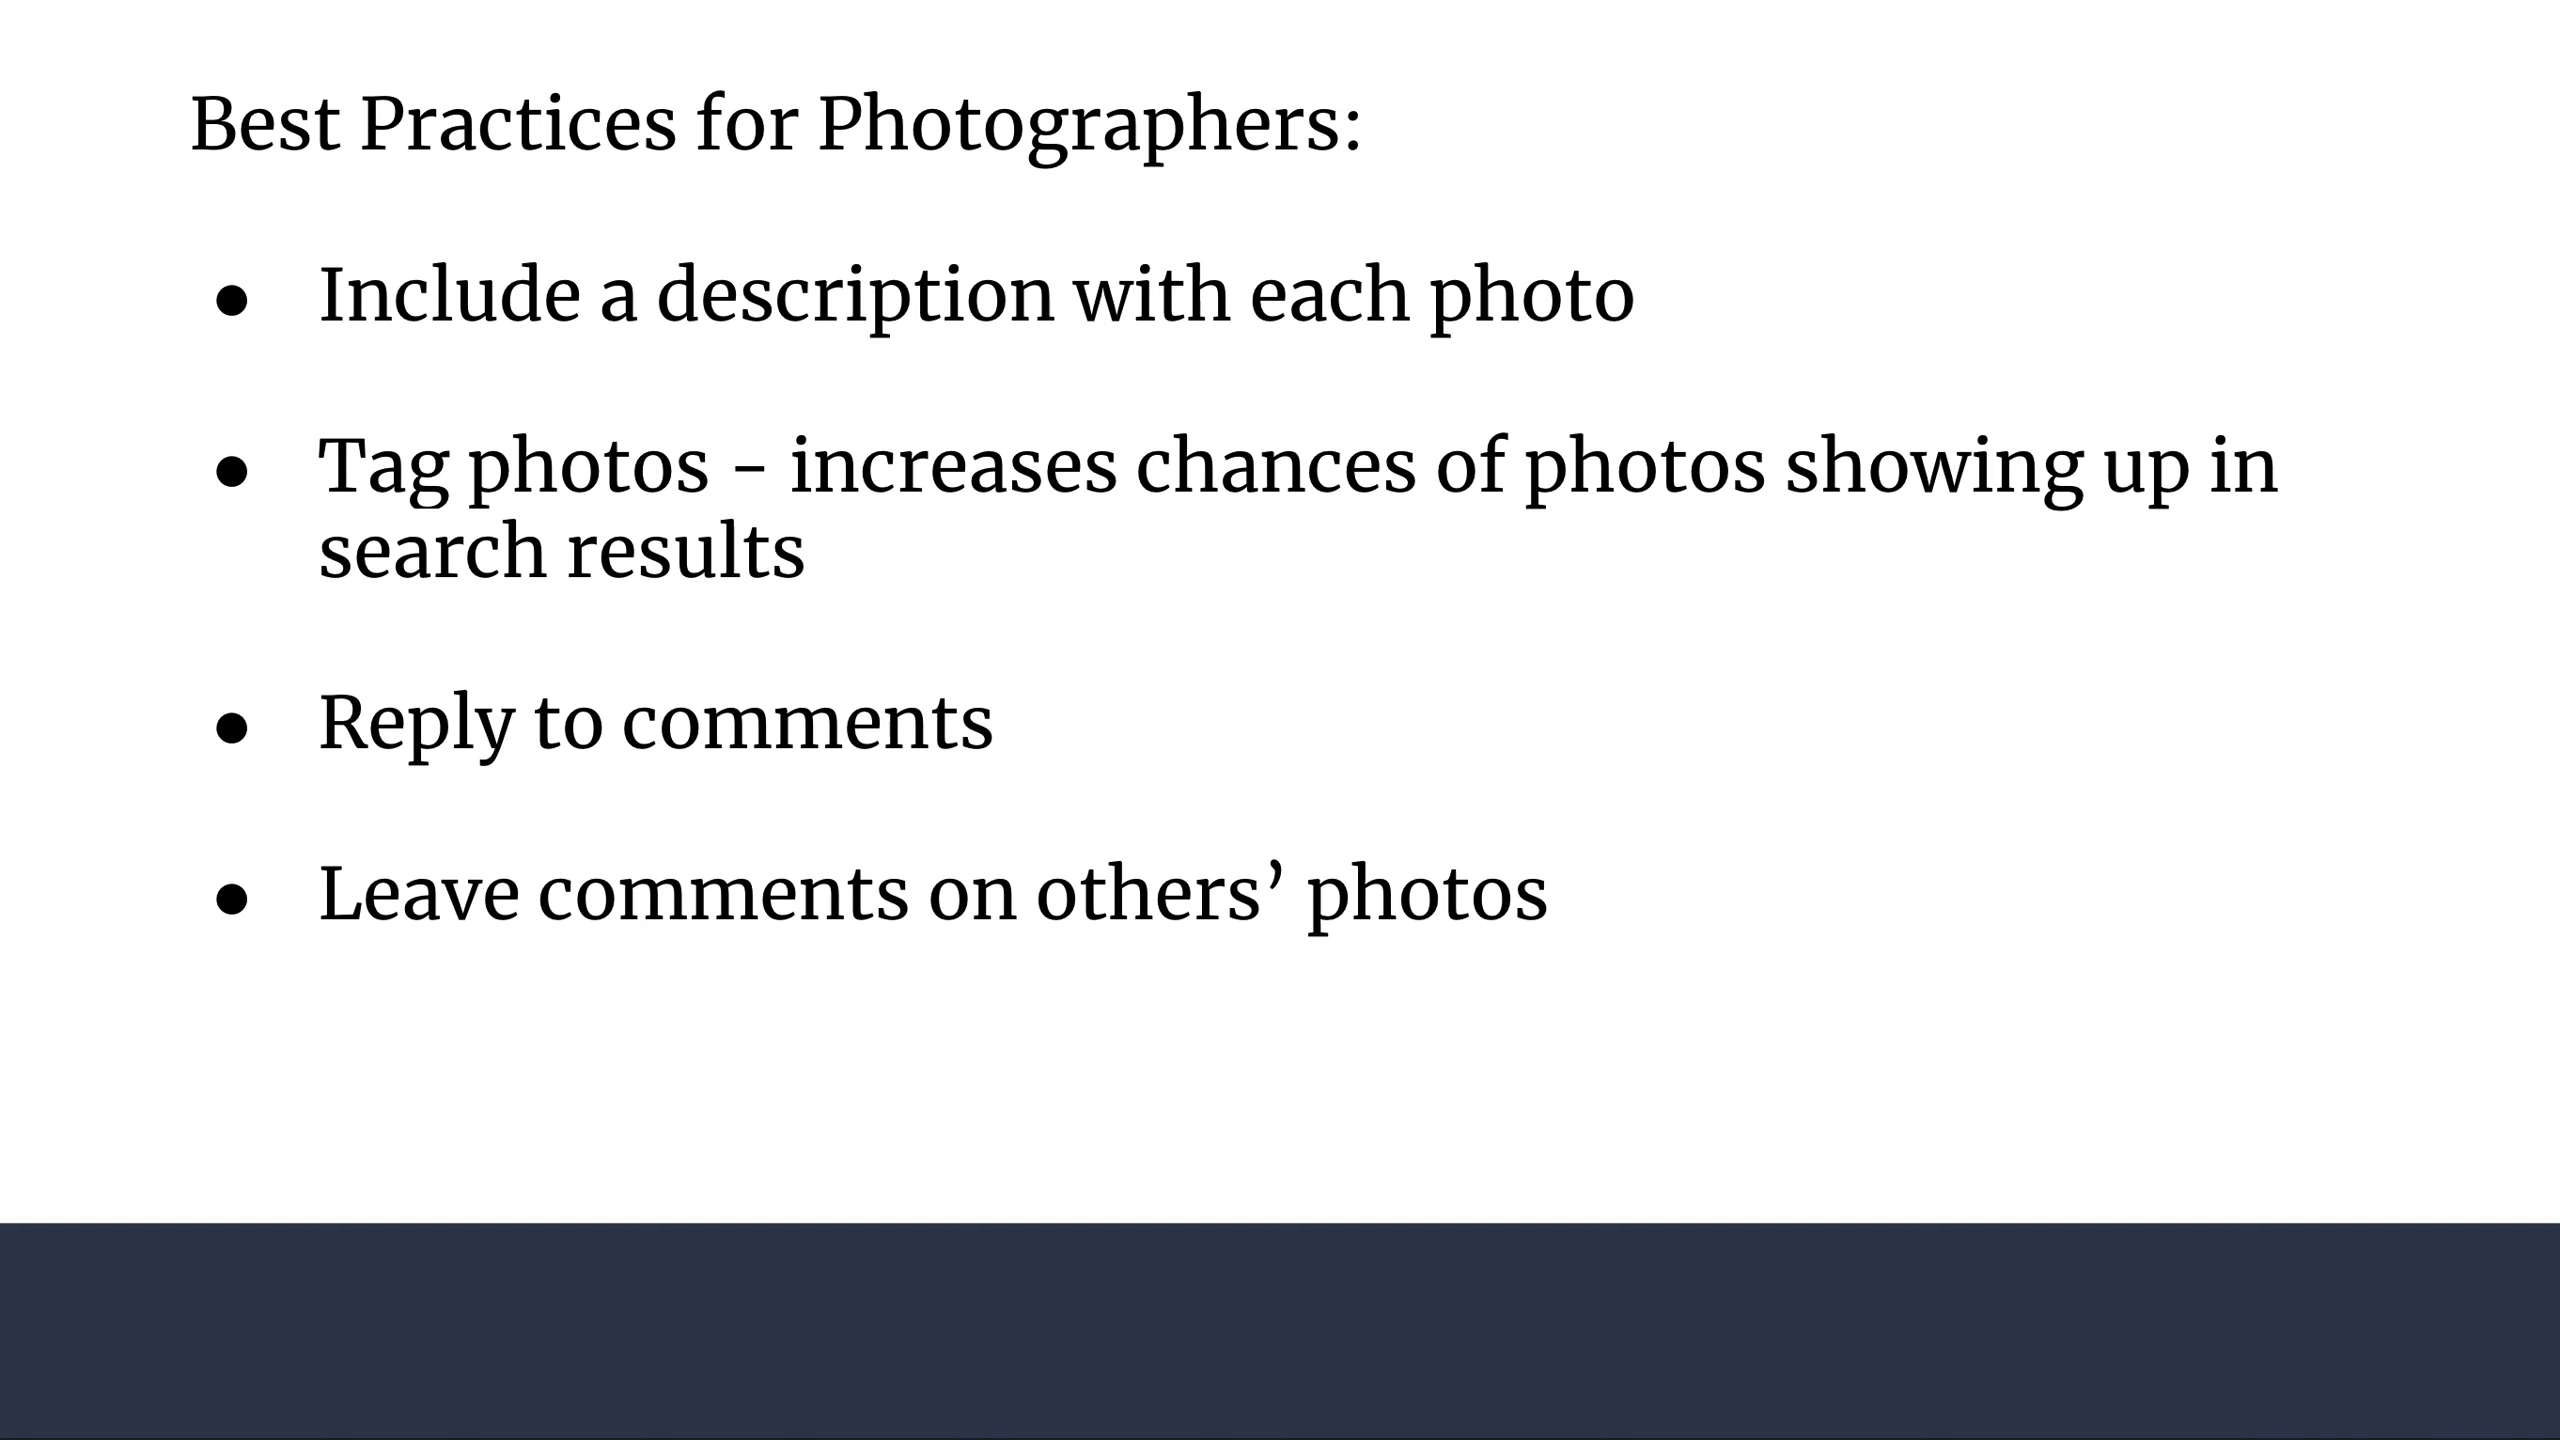 Best Practices for Photographers:
● Include a description with each photo
● Tag photos - increases chances of photos showing up in
search results
● Reply to comments
● Leave comments on others’ photos